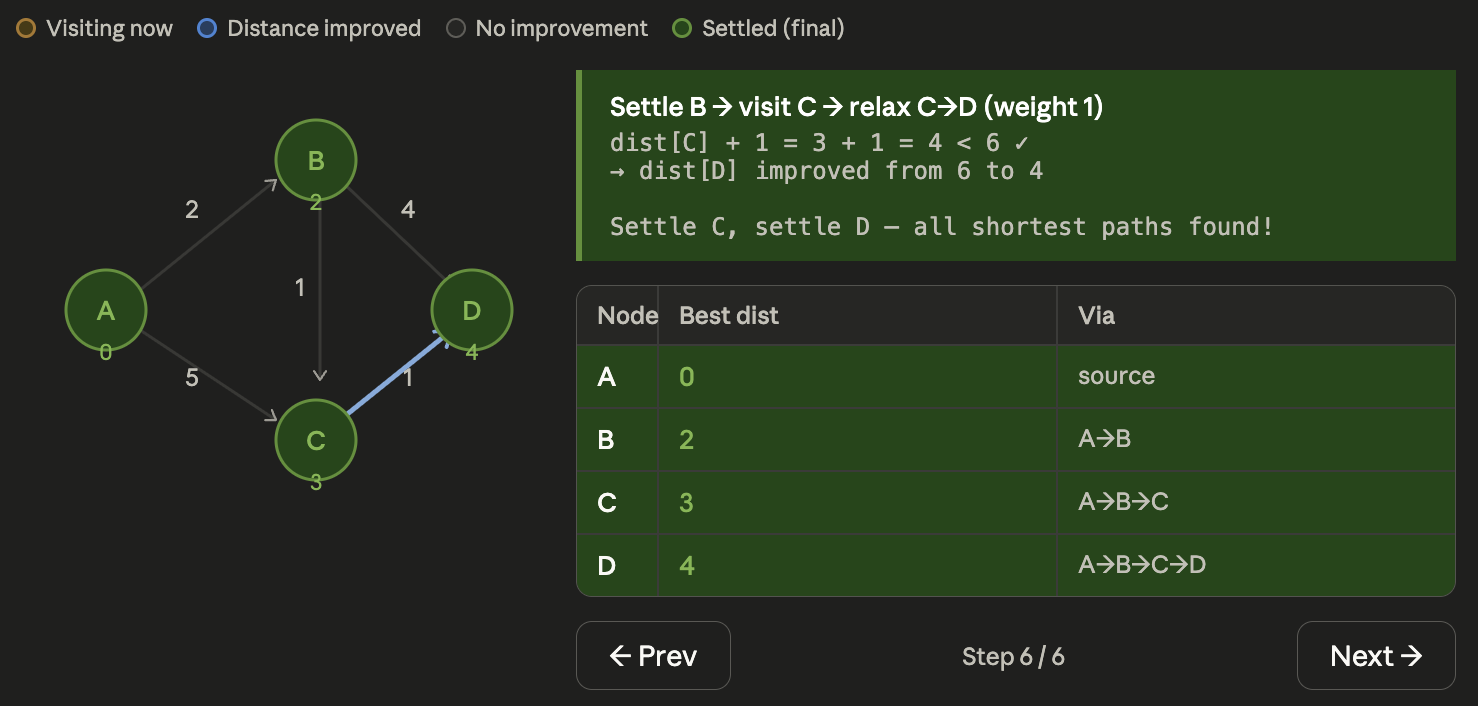 Visiting now Distance improved No improvement Settled (final)
B
2
2
4
1
A
0
D
4
5
1
C
3
Settle B → visit C → relax C→D (weight 1)
dist[C] + 1 = 3 + 1 = 4 < 6 ✓
→ dist[D] improved from 6 to 4
Settle C, settle D — all shortest paths found!
Node Best dist Via
A 0 source
B 2 A→B
C 3 A→B→C
D 4 A→B→C→D
← Prev Step 6 / 6 Next →